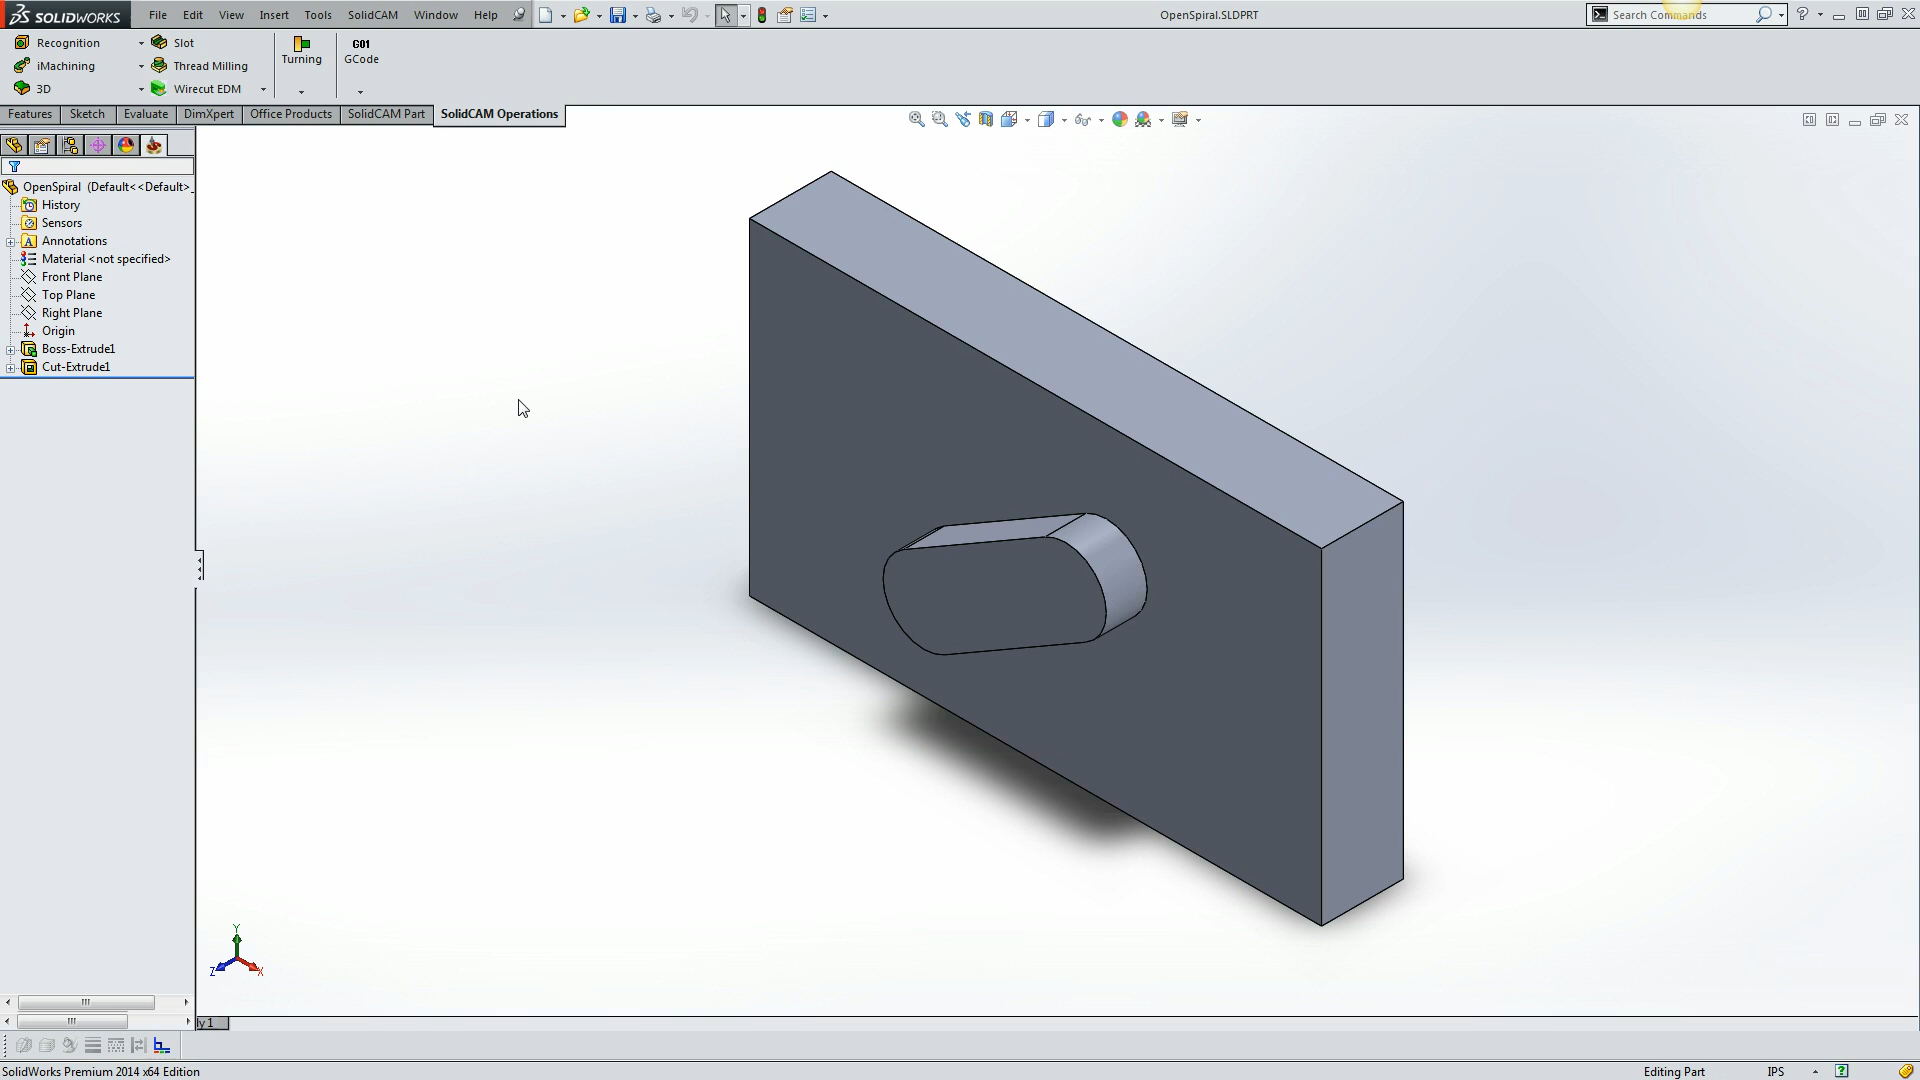 SOLIDWORKS File Edit View Insert Tools SolidCAM Window Help OpenSpiral.SLDPRT Search Commands ?
Recognition Slot Turning G01 GCode
iMachining Thread Milling
3D Wirecut EDM
Features Sketch Evaluate DimXpert Office Products SolidCAM Part SolidCAM Operations
OpenSpiral (Default<<Default>_
History
Sensors
A Annotations
Material <not specified>
Front Plane
Top Plane
Right Plane
Origin
Boss-Extrude1
Cut-Extrude1
Y
Z X
ly 1
SolidWorks Premium 2014 x64 Edition Editing Part IPS ?